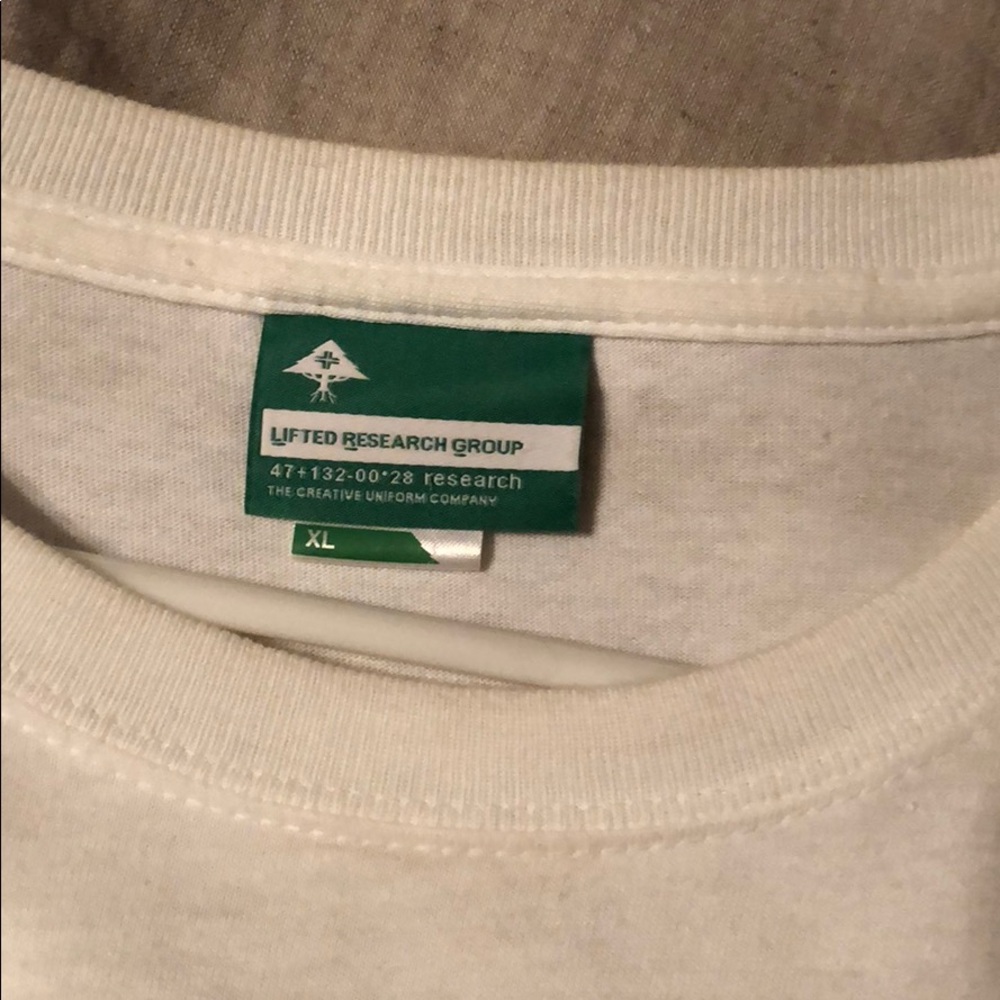 LIFTED RESEARCH GROUP
47+132-00*28 research
THE CREATIVE UNIFORM COMPANY
XL